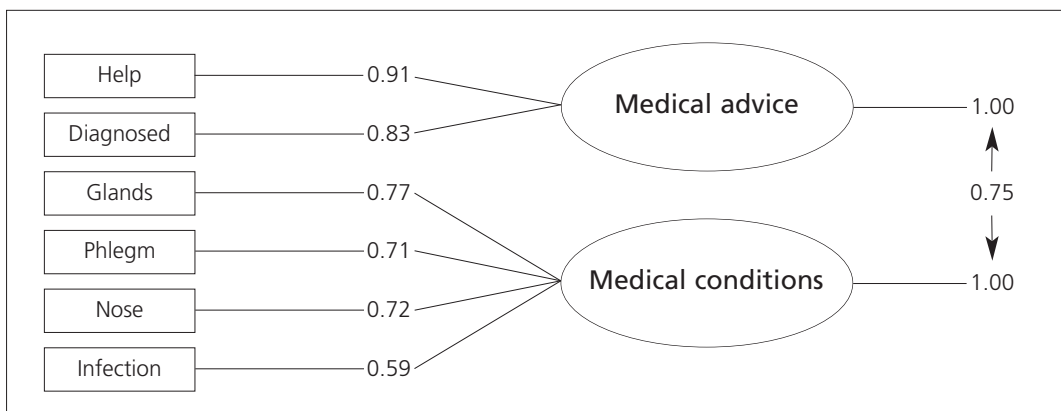 Help 0.91
Medical advice 1.00
Diagnosed 0.83
Glands 0.77 0.75
Phlegm 0.71
Medical conditions 1.00
Nose 0.72
Infection 0.59